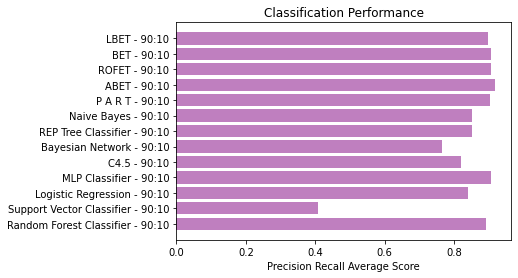 Classification Performance
LBET - 90:10
BET - 90:10
ROFET - 90:10
ABET - 90:10
P A R T - 90:10
Naive Bayes - 90:10
REP Tree Classifier - 90:10
Bayesian Network - 90:10
C4.5 - 90:10
MLP Classifier - 90:10
Logistic Regression - 90:10
Support Vector Classifier - 90:10
Random Forest Classifier - 90:10
0.0 0.2 0.4 0.6 0.8
Precision Recall Average Score